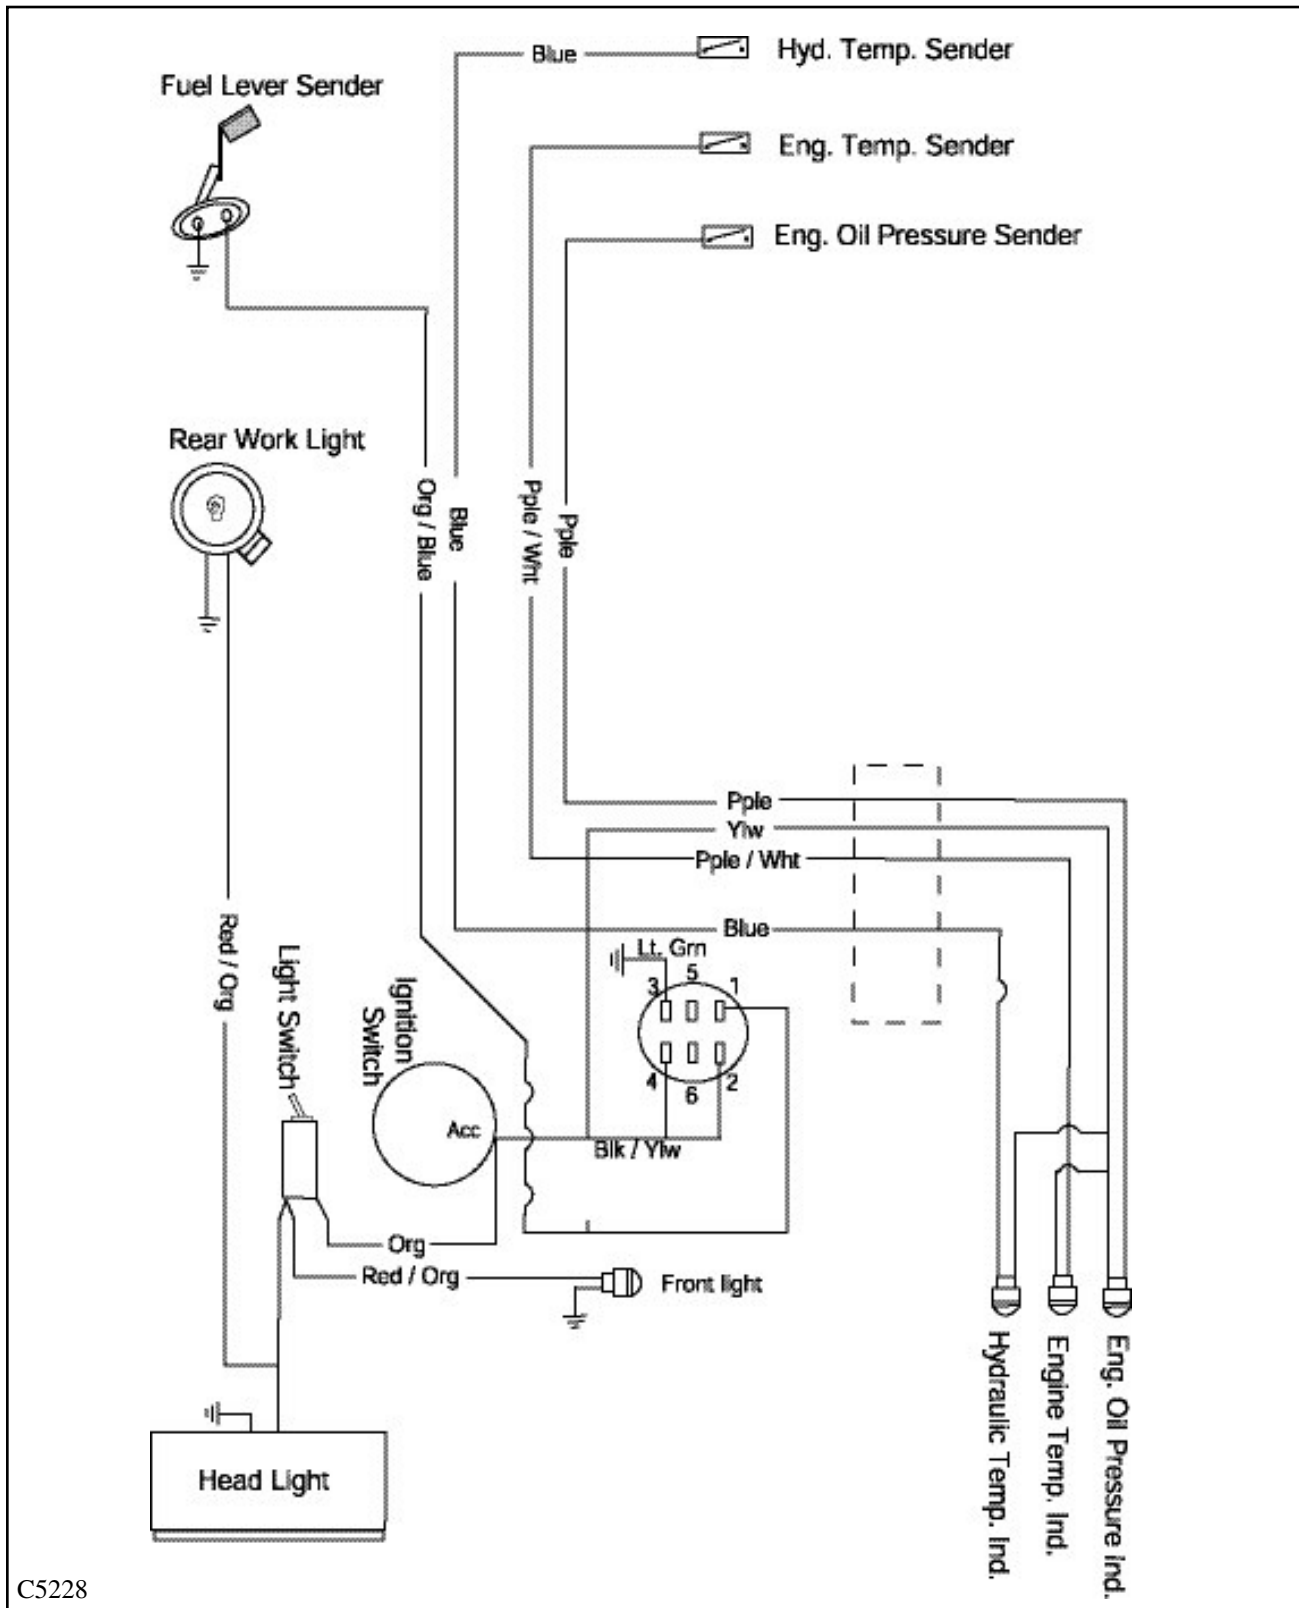 Blue
Hyd. Temp. Sender
Fuel Lever Sender
Eng. Temp. Sender
Eng. Oil Pressure Sender
Rear Work Light
Org / Blue
Blue
Pple / Wht
Pple
Pple
Ylw
Pple / Wht
Blue
Red / Org
Light Switch
Ignition
Switch
Lt. Grn
3
5
1
4
6
2
Acc
Blk / Ylw
Org
Red / Org
Front light
Hydraulic Temp. Ind.
Engine Temp. Ind.
Eng. Oil Pressure ind.
Head Light
C5228